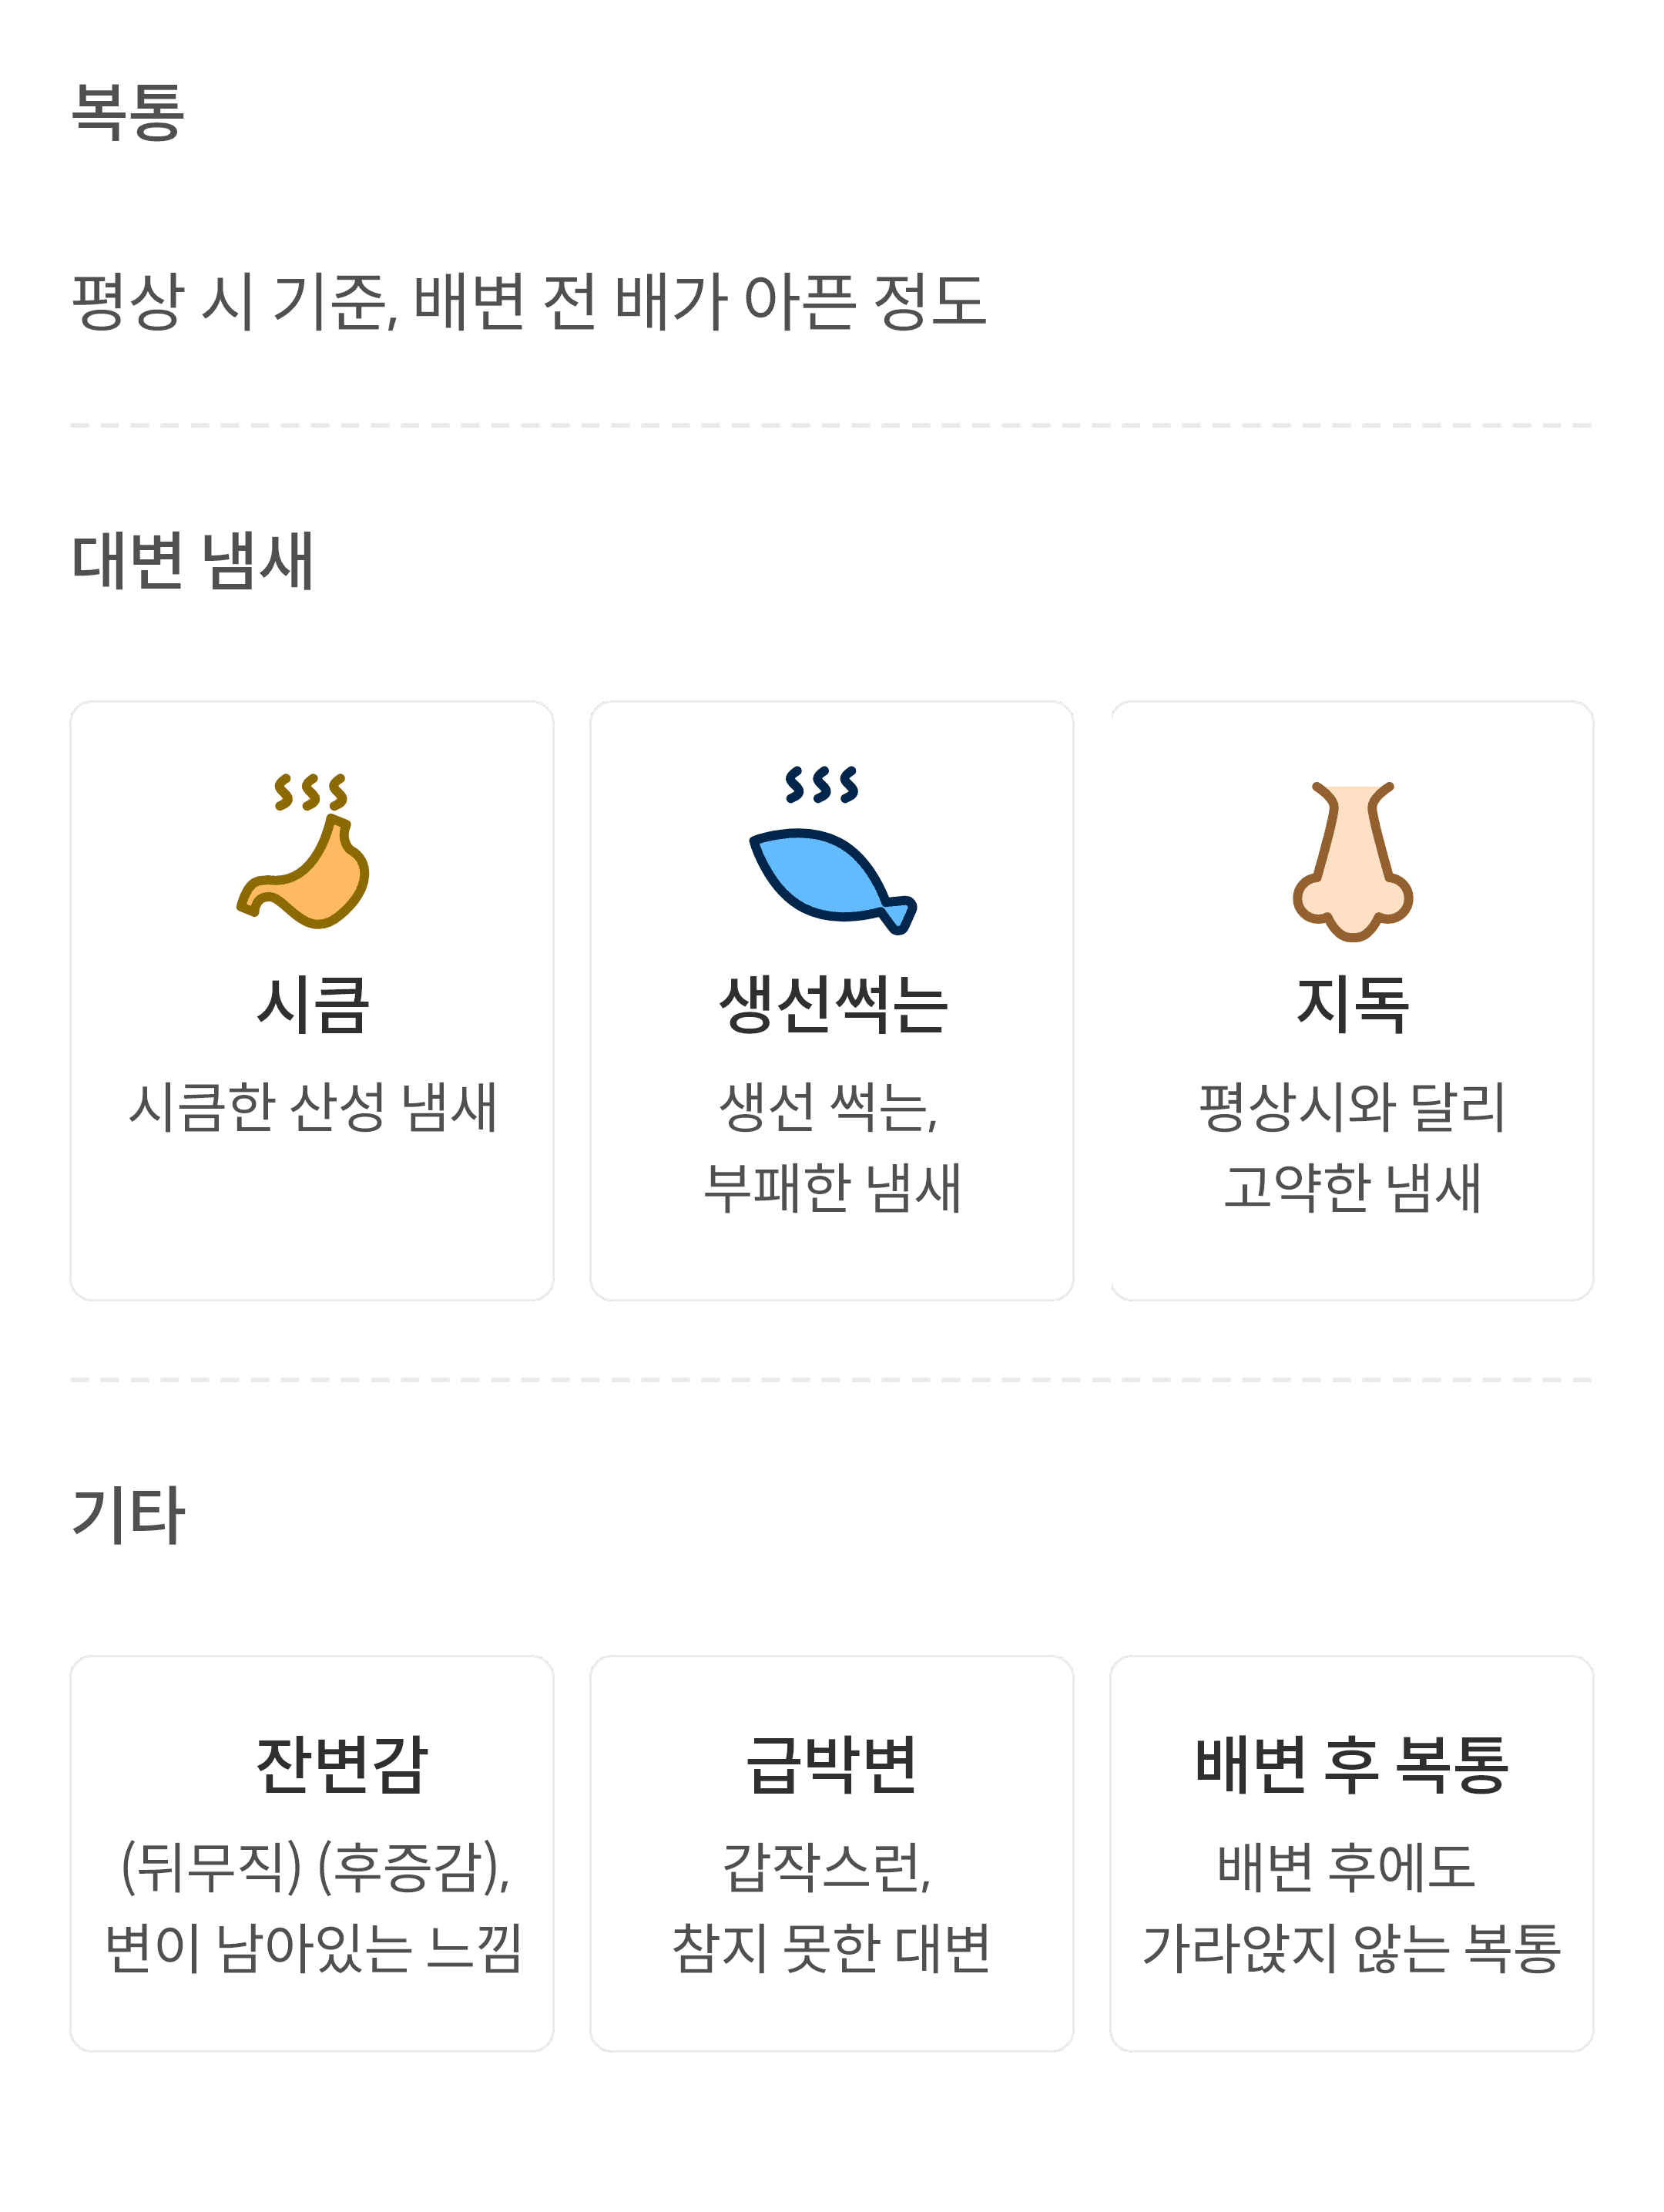 복통
평상 시 기준, 배변 전 배가 아픈 정도
대변 냄새
시큼
시큼한 산성 냄새
생선썩는
생선 썩는,
부패한 냄새
지독
평상시와 달리
고약한 냄새
기타
잔변감
(뒤무직) (후증감),
변이 남아있는 느낌
급박변
갑작스런,
참지 못한 대변
배변 후 복통
배변 후에도
가라앉지 않는 복통